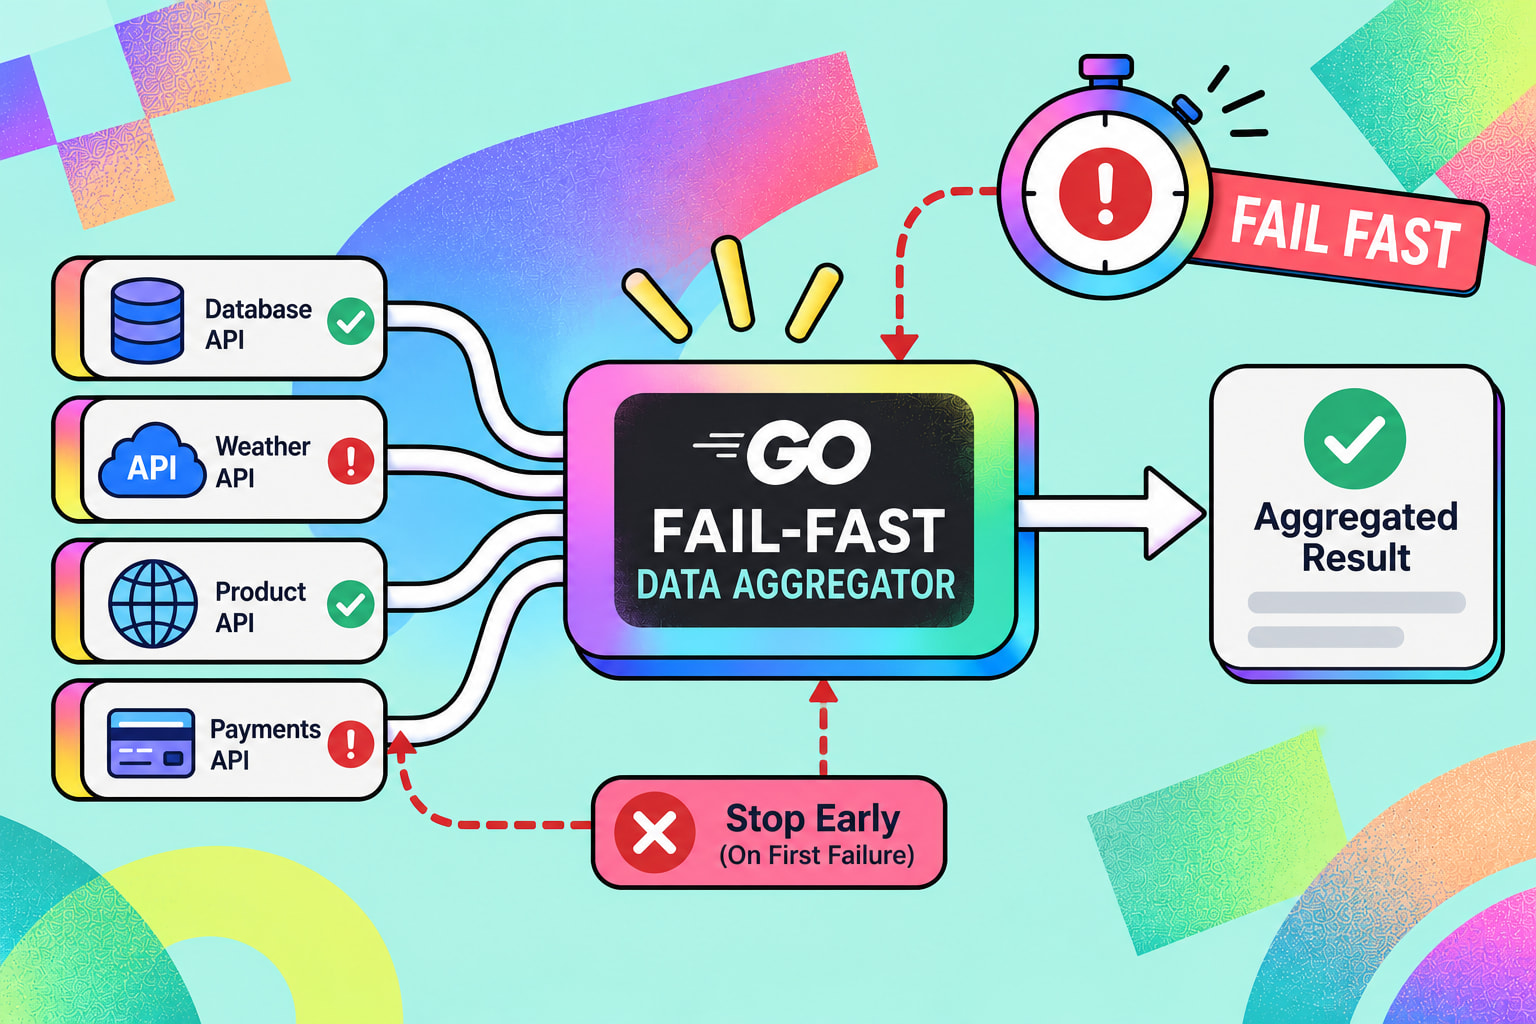 FAIL FAST
Database
API
API
Weather
API
Product
API
Payments
API
GO
FAIL-FAST
DATA AGGREGATOR
Aggregated
Result
Stop Early
(On First Failure)